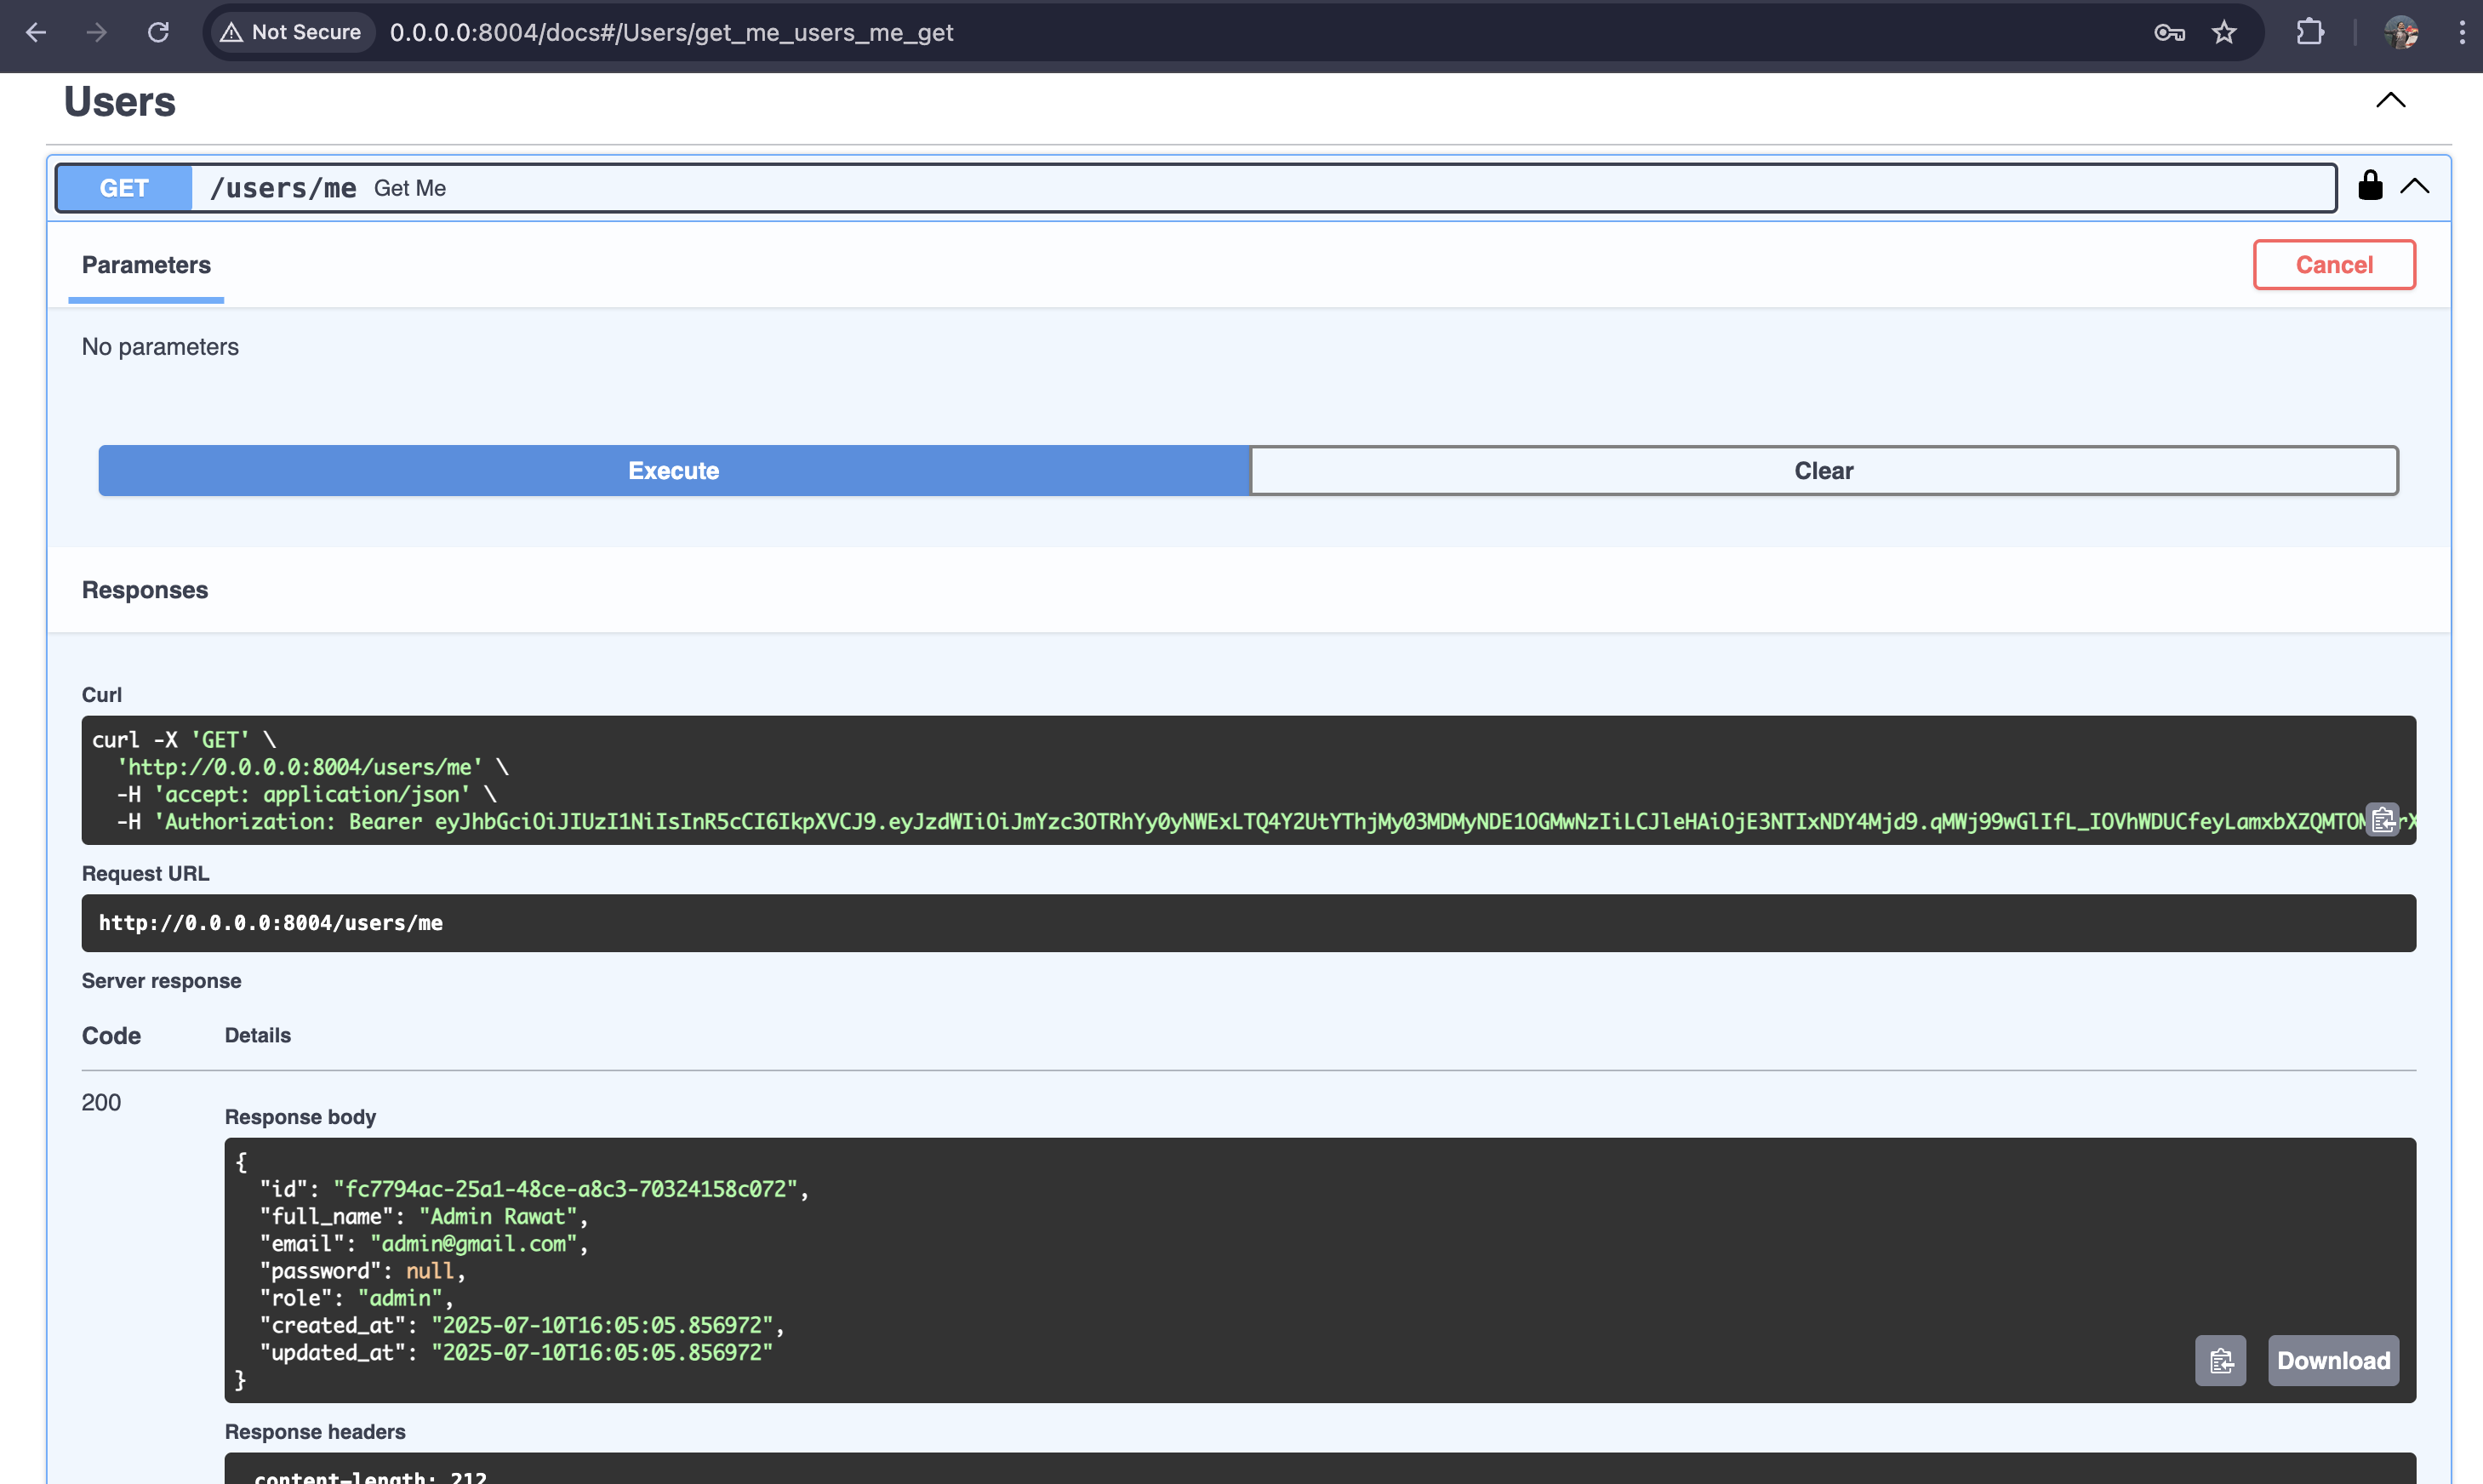 Not Secure 0.0.0.0:8004/docs#/Users/get_me_users_me_get
Users
GET /users/me Get Me
Parameters
Cancel
No parameters
Execute
Clear
Responses
Curl
curl -X 'GET' \
'http://0.0.0.0:8004/users/me' \
-H 'accept: application/json' \
-H 'Authorization: Bearer eyJhbGciOiJIUzI1NiIsInR5cCI6IkpXVCJ9.eyJzdWIiOiJmYzc3OTRhYy0yNWExLTQ4Y2UtYThjMy03MDMyNDE1OGMwNzIiLCJleHAiOjE3NTIxNDY4Mjd9.qMWj99wGlIfL_IOVhWDUCfeyLamxbXZQMTOM
Request URL
http://0.0.0.0:8004/users/me
Server response
Code Details
200
Response body
{
"id": "fc7794ac-25a1-48ce-a8c3-70324158c072",
"full_name": "Admin Rawat",
"email": "admin@gmail.com",
"password": null,
"role": "admin",
"created_at": "2025-07-10T16:05:05.856972",
"updated_at": "2025-07-10T16:05:05.856972"
}
Download
Response headers
content-length: 212